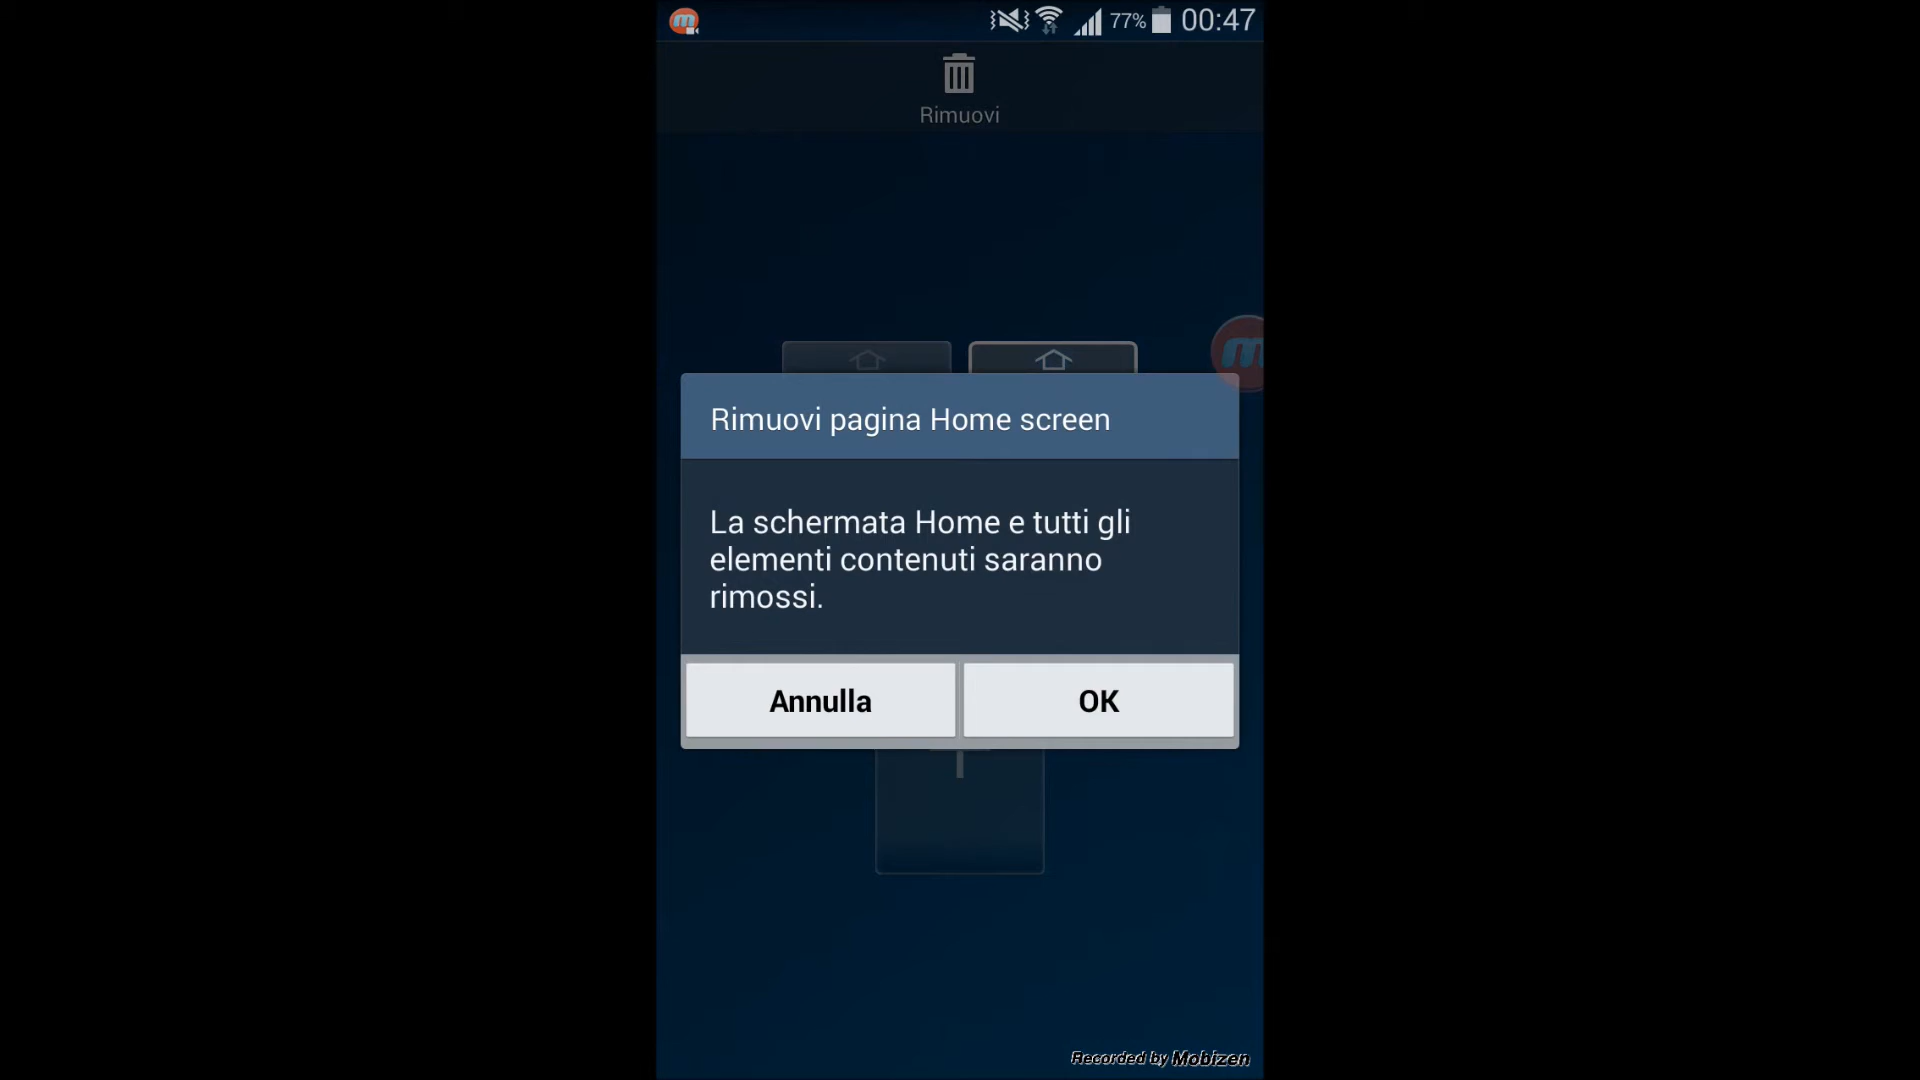 77% 00:47
Rimuovi
Rimuovi pagina Home screen
La schermata Home e tutti gli
elementi contenuti saranno
rimossi.
Annulla OK
Recorded by Mobizen